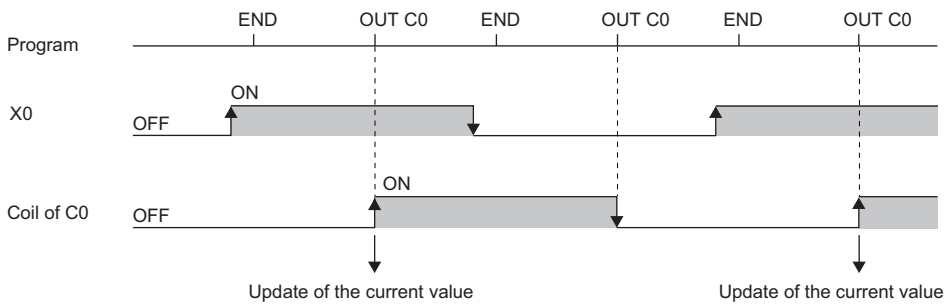 END OUT C0 END OUT C0 END OUT C0
Program
ON
X0
OFF
ON
Coil of C0 OFF
Update of the current value Update of the current value